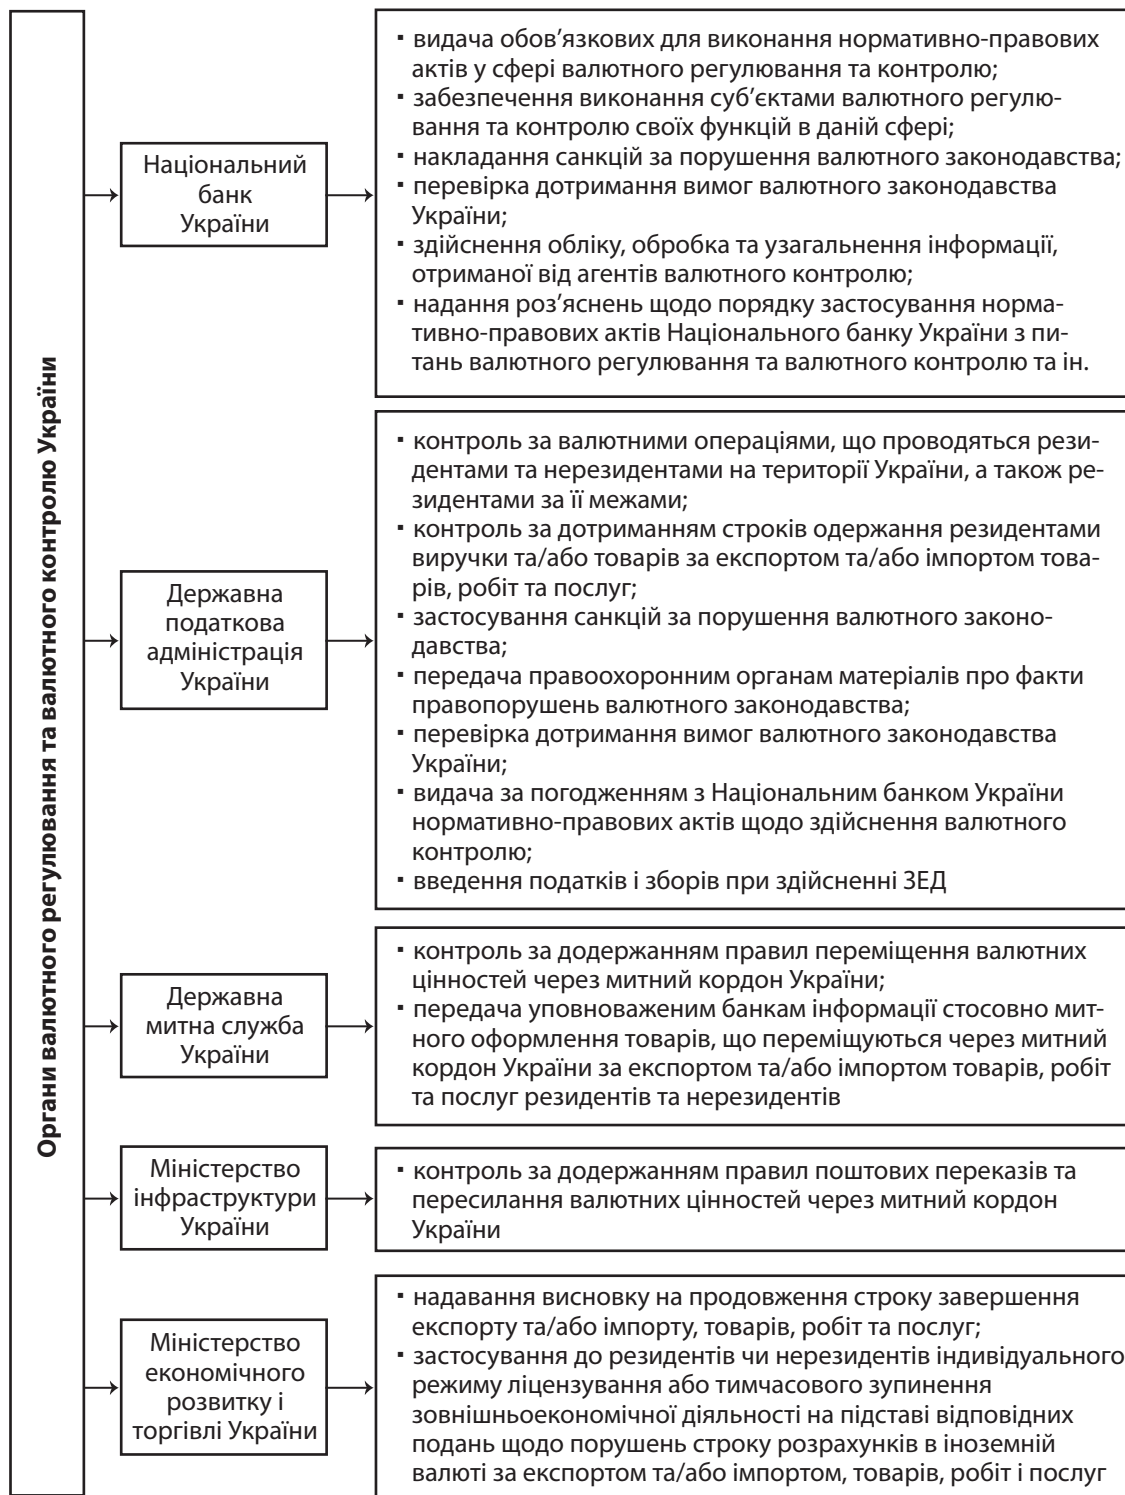 Органи валютного регулювання та валютного контролю України
Національний
банк
України
▪ видача обов’язкових для виконання нормативно-правових
актів у сфері валютного регулювання та контролю;
▪ забезпечення виконання суб’єктами валютного регулю-
вання та контролю своїх функцій в даній сфері;
▪ накладання санкцій за порушення валютного законодавства;
▪ перевірка дотримання вимог валютного законодавства
України;
▪ здійснення обліку, обробка та узагальнення інформації,
отриманої від агентів валютного контролю;
▪ надання роз’яснень щодо порядку застосування норма-
тивно-правових актів Національного банку України з пи-
тань валютного регулювання та валютного контролю та ін.
Державна
податкова
адміністрація
України
▪ контроль за валютними операціями, що проводяться рези-
дентами та нерезидентами на території України, а також ре-
зидентами за її межами;
▪ контроль за дотриманням строків одержання резидентами
виручки та/або товарів за експортом та/або імпортом това-
рів, робіт та послуг;
▪ застосування санкцій за порушення валютного законо-
давства;
▪ передача правоохоронним органам матеріалів про факти
правопорушень валютного законодавства;
▪ перевірка дотримання вимог валютного законодавства
України;
▪ видача за погодженням з Національним банком України
нормативно-правових актів щодо здійснення валютного
контролю;
▪ введення податків і зборів при здійсненні ЗЕД
Державна
митна служба
України
▪ контроль за додержанням правил переміщення валютних
цінностей через митний кордон України;
▪ передача уповноваженим банкам інформації стосовно мит-
ного оформлення товарів, що переміщуються через митний
кордон України за експортом та/або імпортом товарів, робіт
та послуг резидентів та нерезидентів
Міністерство
інфраструктури
України
▪ контроль за додержанням правил поштових переказів та
пересилання валютних цінностей через митний кордон
України
Міністерство
економічного
розвитку і
торгівлі України
▪ надавання висновку на продовження строку завершення
експорту та/або імпорту, товарів, робіт та послуг;
▪ застосування до резидентів чи нерезидентів індивідуального
режиму ліцензування або тимчасового зупинення
зовнішньоекономічної діяльності на підставі відповідних
подань щодо порушень строку розрахунків в іноземній
валюті за експортом та/або імпортом, товарів, робіт і послуг